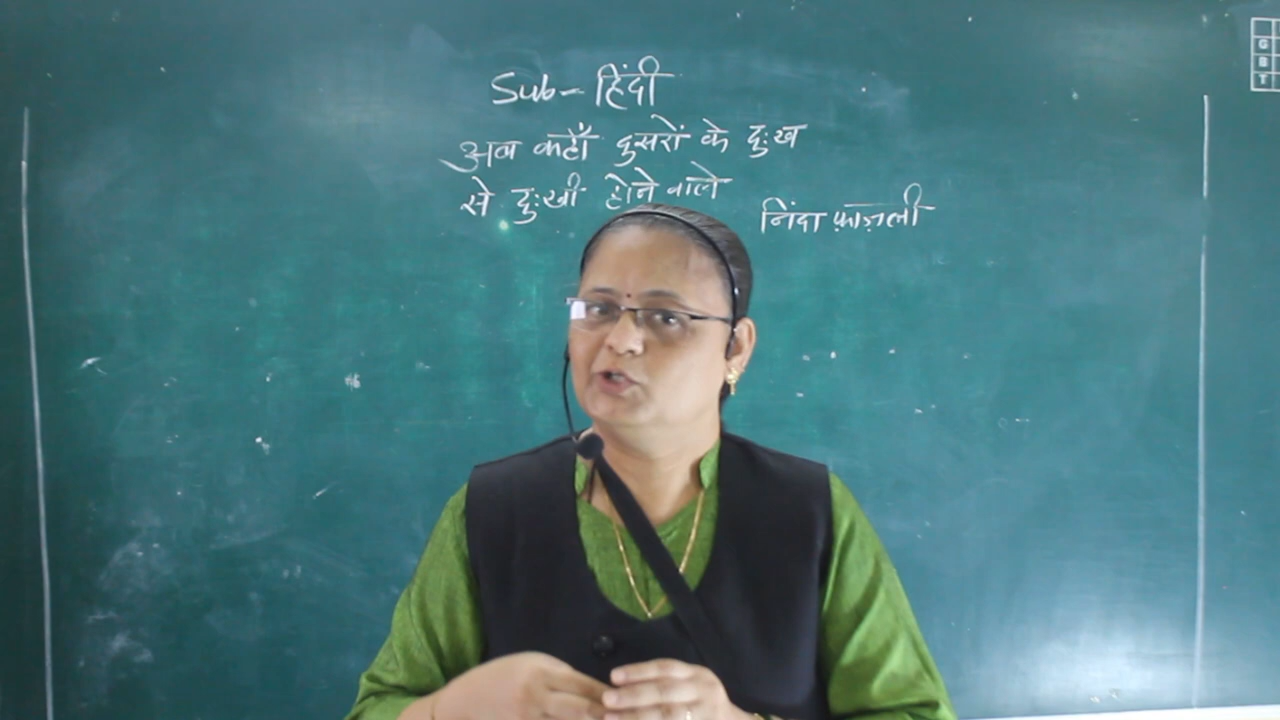 Sub- हिंदी
अब कहाँ दुसरों के दुःख
से दुःखी होने वाले
निंदा फ़ाज़ली
G
B
T